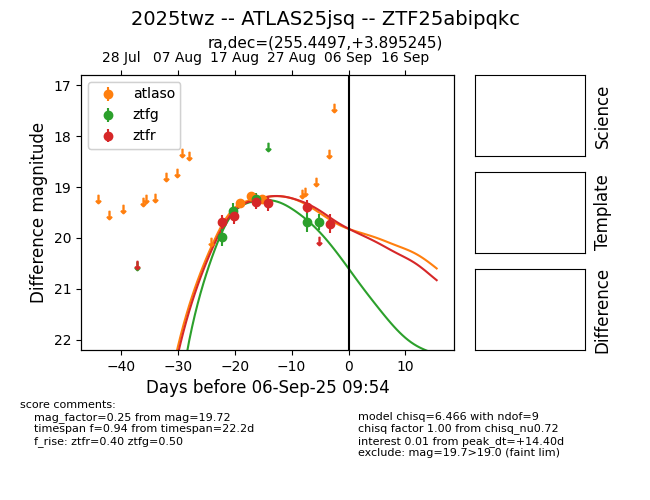 2025twz -- ATLAS25jsq -- ZTF25abipqkc
ra,dec=(255.4497,+3.895245)
28 Jul 07 Aug 17 Aug 27 Aug 06 Sep 16 Sep
atlaso
ztfg
ztfr
17
18
19
20
21
22
Difference magnitude
−40 −30 −20 −10 0 10
Days before 06-Sep-25 09:54
Science
Template
Difference
score comments:
mag_factor=0.25 from mag=19.72
timespan f=0.94 from timespan=22.2d
f_rise: ztfr=0.40 ztfg=0.50
model chisq=6.466 with ndof=9
chisq factor 1.00 from chisq_nu0.72
interest 0.01 from peak_dt=+14.40d
exclude: mag=19.7>19.0 (faint lim)